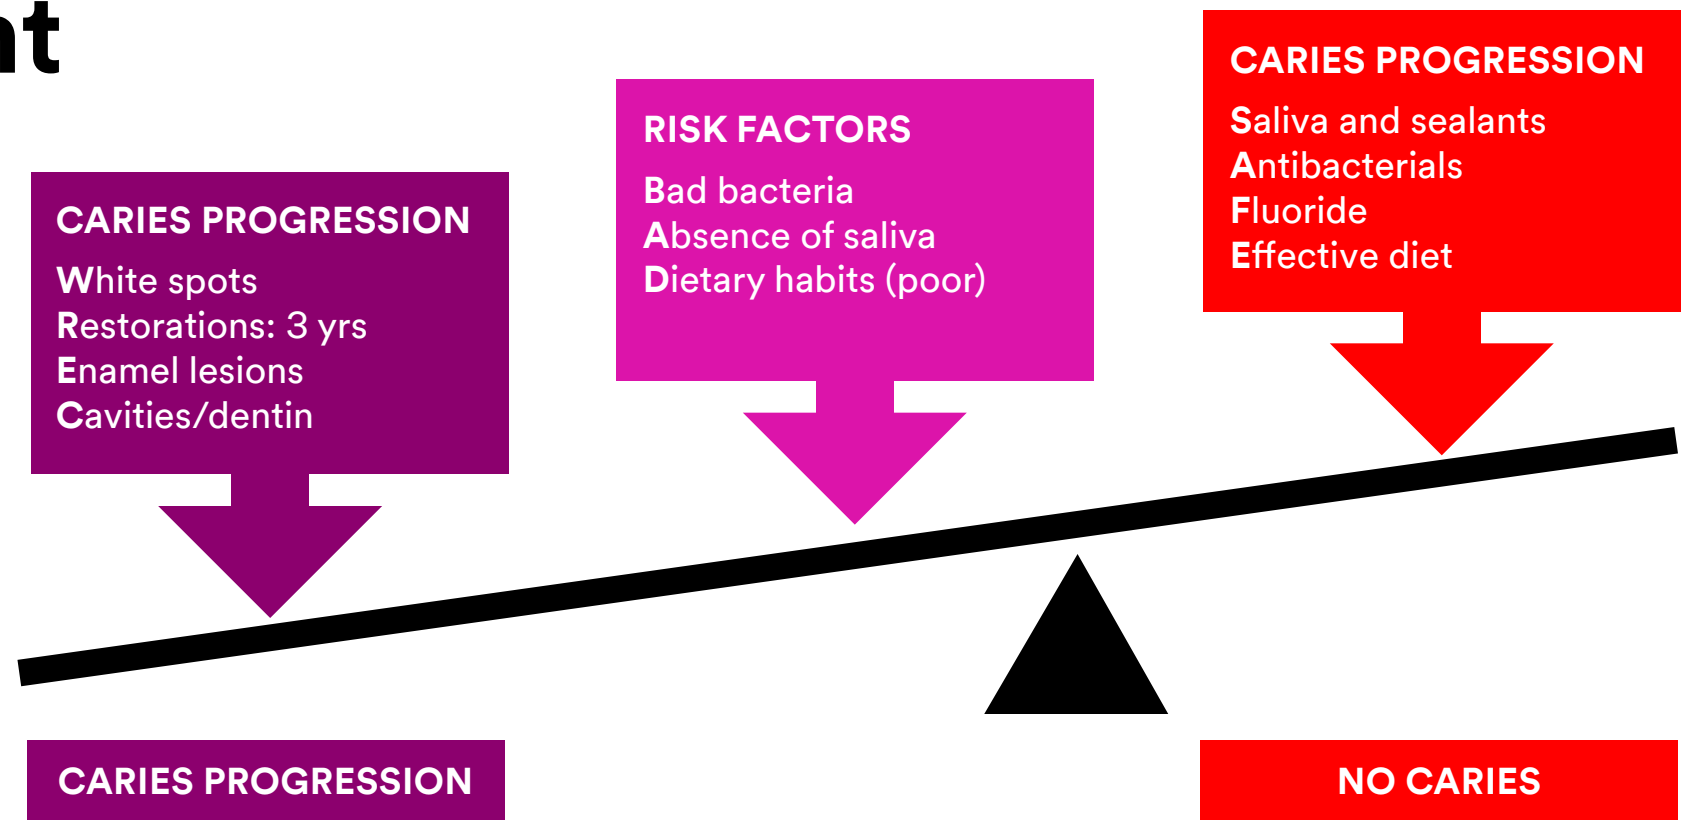 nt
CARIES PROGRESSION
White spots
Restorations: 3 yrs
Enamel lesions
Cavities/dentin
RISK FACTORS
Bad bacteria
Absence of saliva
Dietary habits (poor)
CARIES PROGRESSION
Saliva and sealants
Antibacterials
Fluoride
Effective diet
CARIES PROGRESSION
NO CARIES